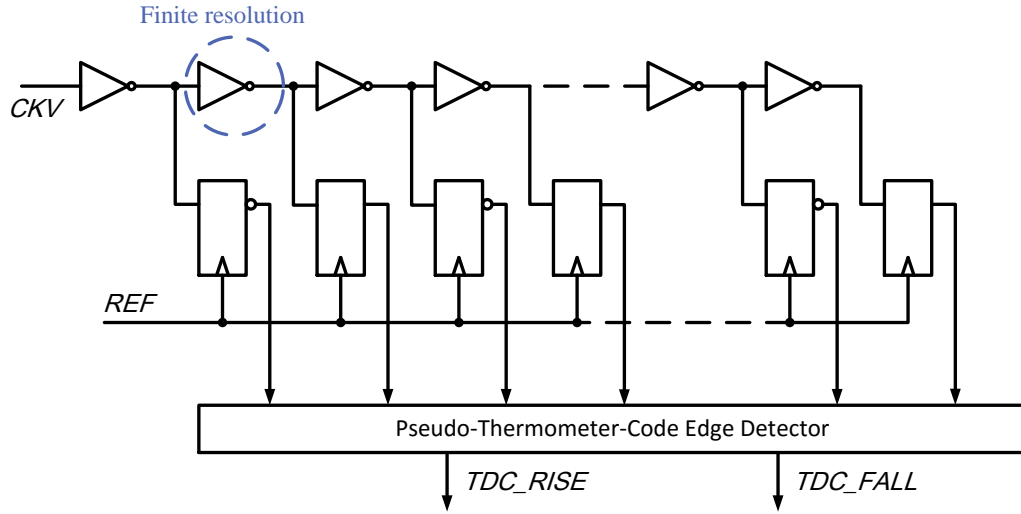 Finite resolution
CKV
REF
Pseudo-Thermometer-Code Edge Detector
TDC_RISE
TDC_FALL